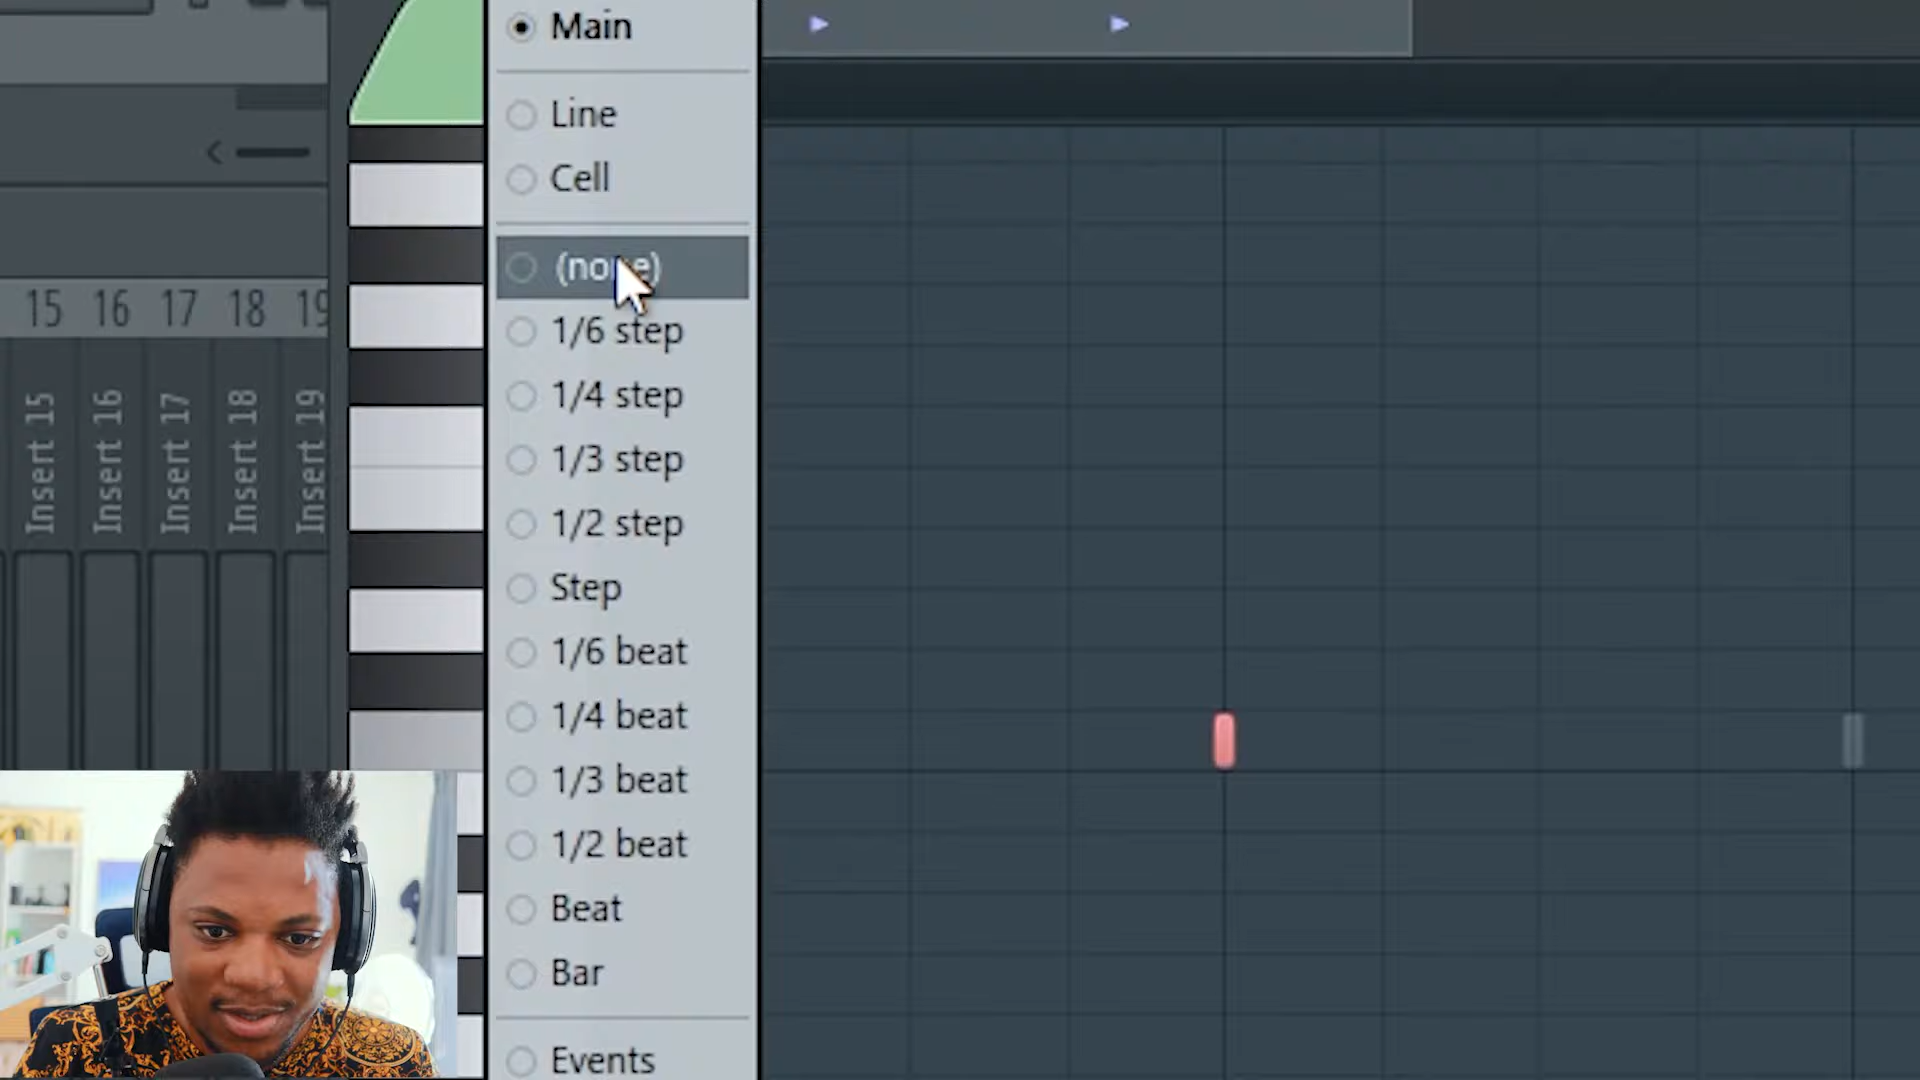 Main
Line
Cell
(none)
1/6 step
1/4 step
1/3 step
1/2 step
Step
1/6 beat
1/4 beat
1/3 beat
1/2 beat
Beat
Bar
Events
15 16 17 18 19
Insert 15
Insert 16
Insert 17
Insert 18
Insert 19